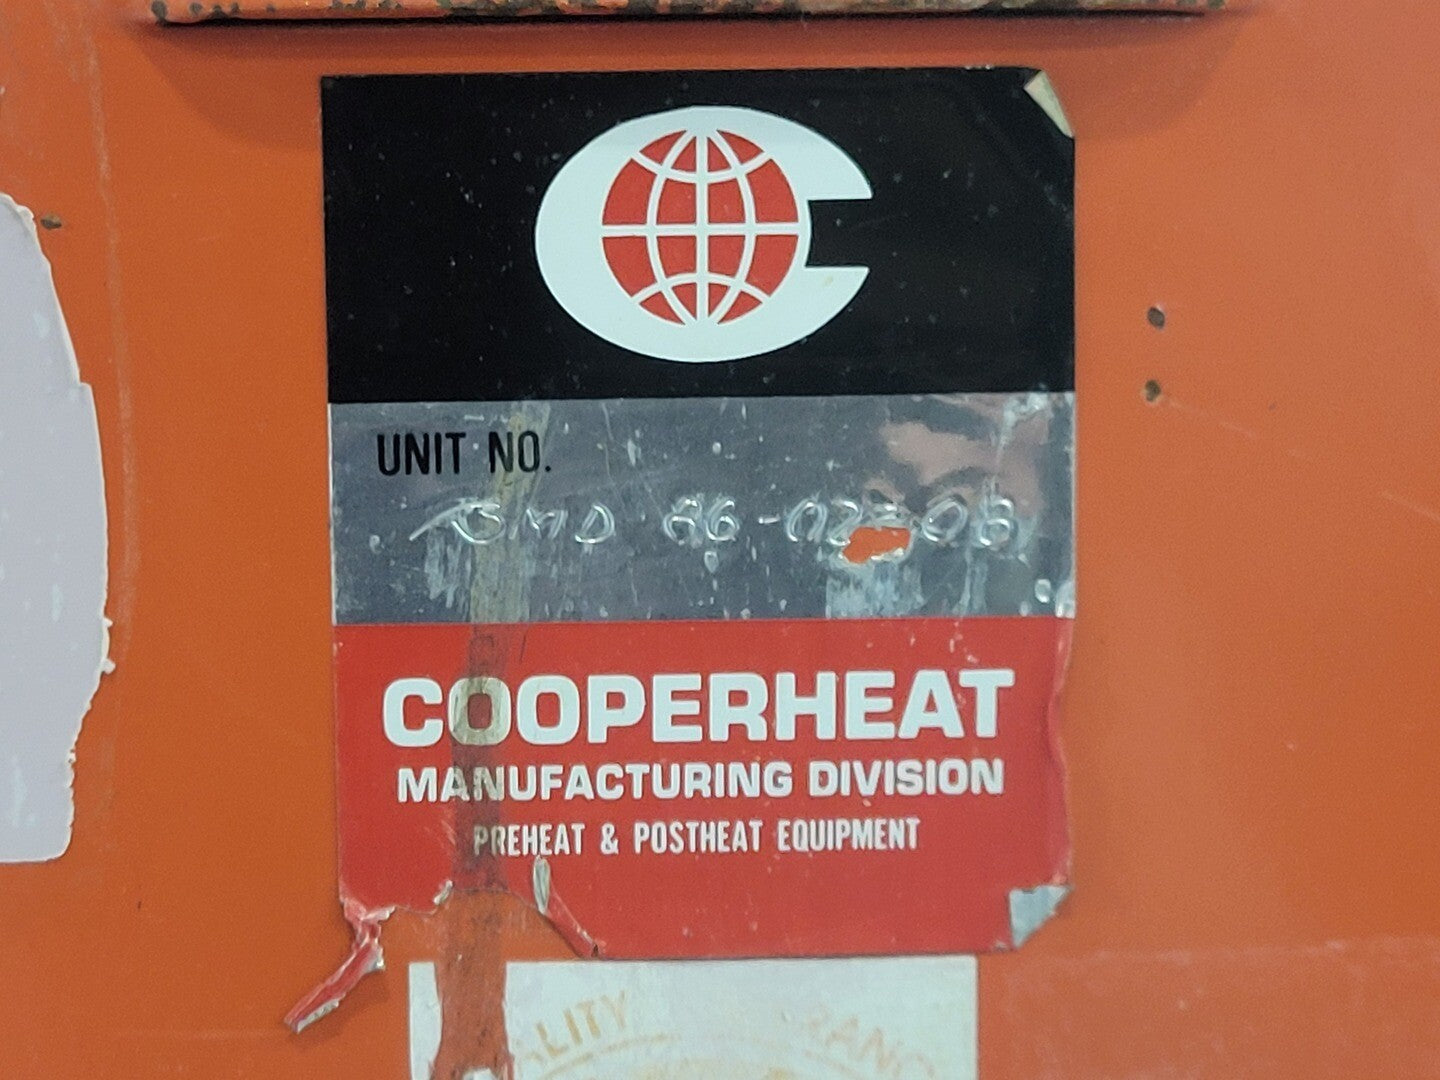 UNIT NO.
COOPERHEAT
MANUFACTURING DIVISION
PREHEAT & POSTHEAT EQUIPMENT